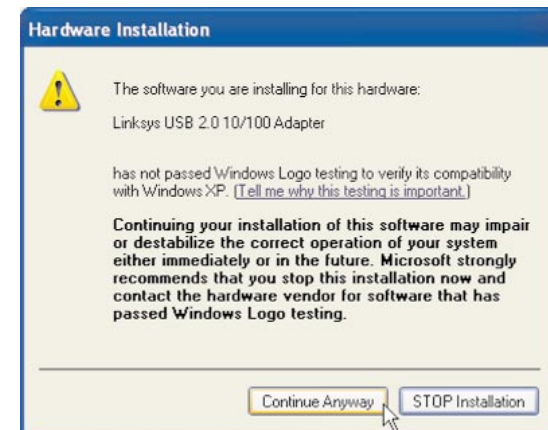 Hardware Installation
The software you are installing for this hardware:
Linksys USB 2.0 10/100 Adapter
has not passed Windows Logo testing to verify its compatibility
with Windows XP. (Tell me why this testing is important.)
Continuing your installation of this software may impair
or destabilize the correct operation of your system
either immediately or in the future. Microsoft strongly
recommends that you stop this installation now and
contact the hardware vendor for software that has
passed Windows Logo testing.
Continue Anyway
STOP Installation